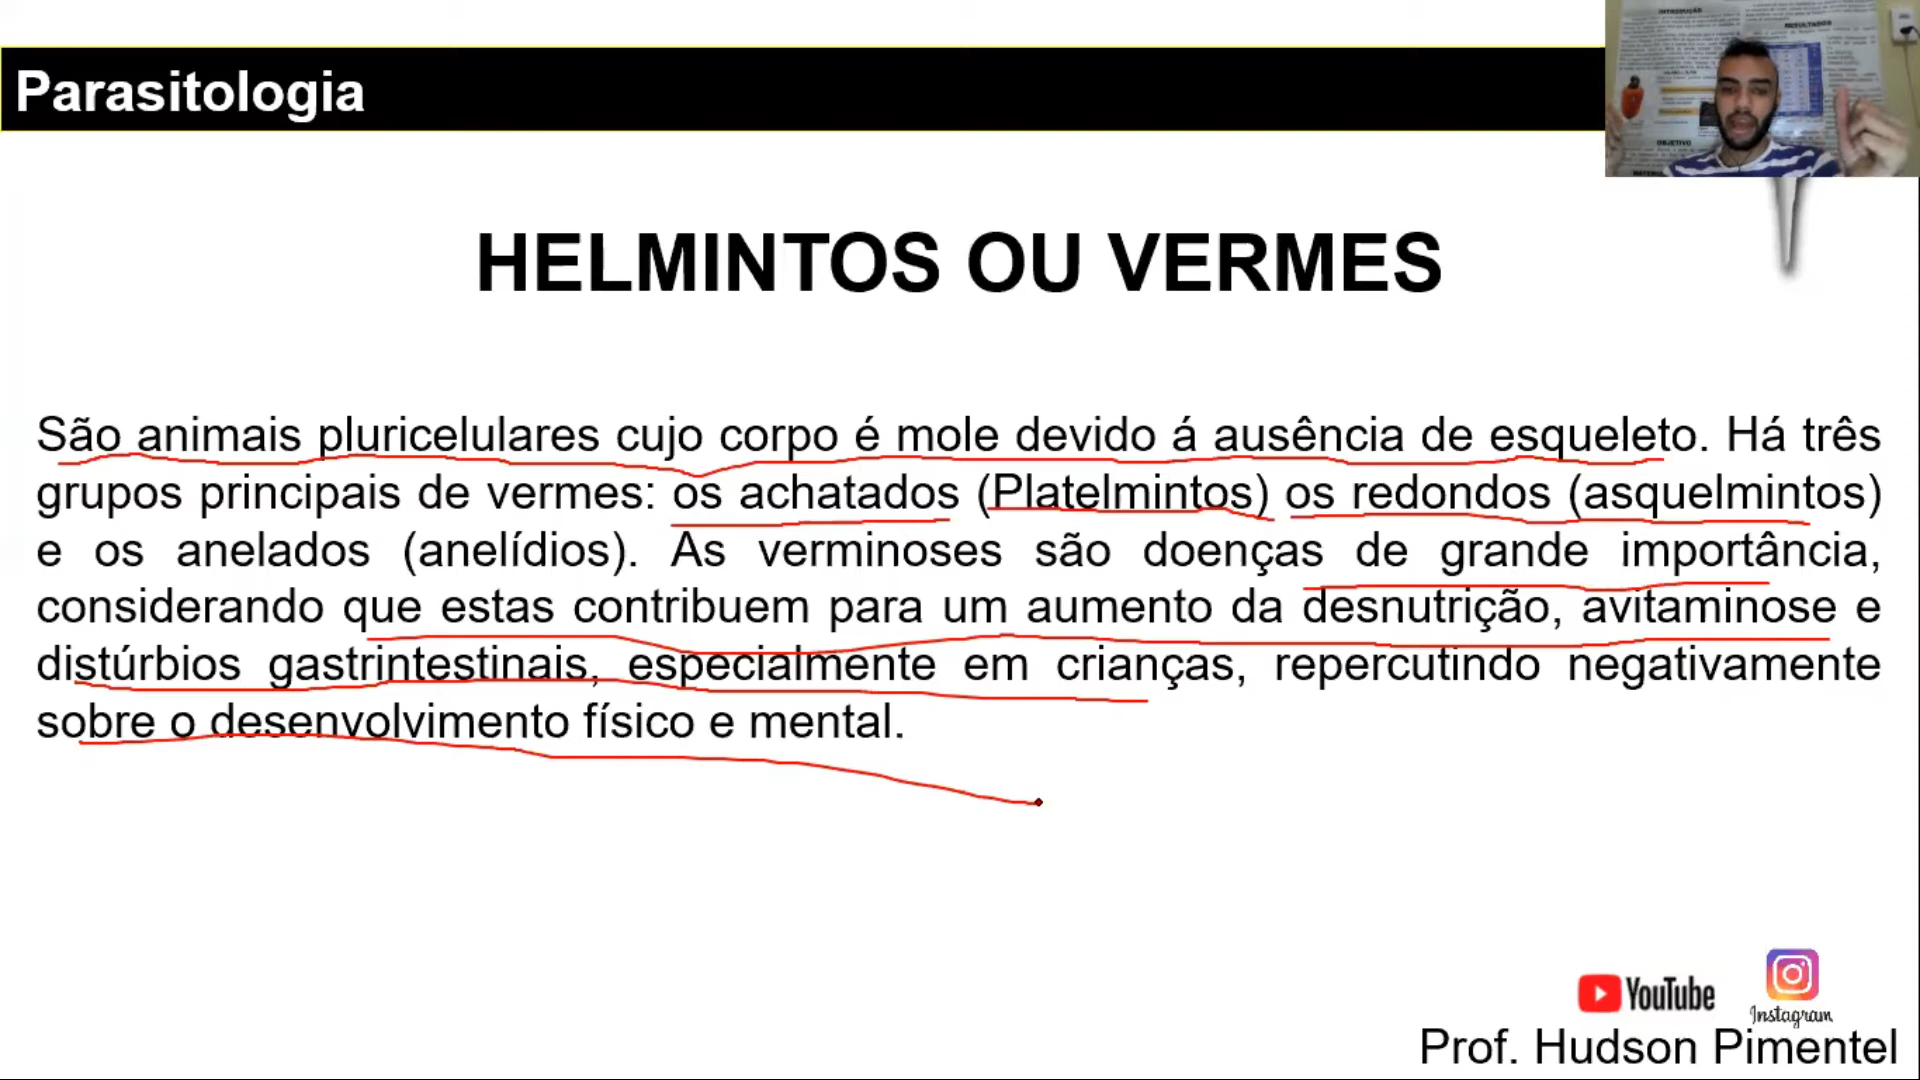 INTRODUÇÃO
RESULTADOS
OBJETIVO
Parasitologia
HELMINTOS OU VERMES
São animais pluricelulares cujo corpo é mole devido á ausência de esqueleto. Há três
grupos principais de vermes: os achatados (Platelmintos) os redondos (asquelmintos)
e os anelados (anelídios). As verminoses são doenças de grande importância,
considerando que estas contribuem para um aumento da desnutrição, avitaminose e
distúrbios gastrintestinais, especialmente em crianças, repercutindo negativamente
sobre o desenvolvimento físico e mental.
YouTube
Instagram
Prof. Hudson Pimentel